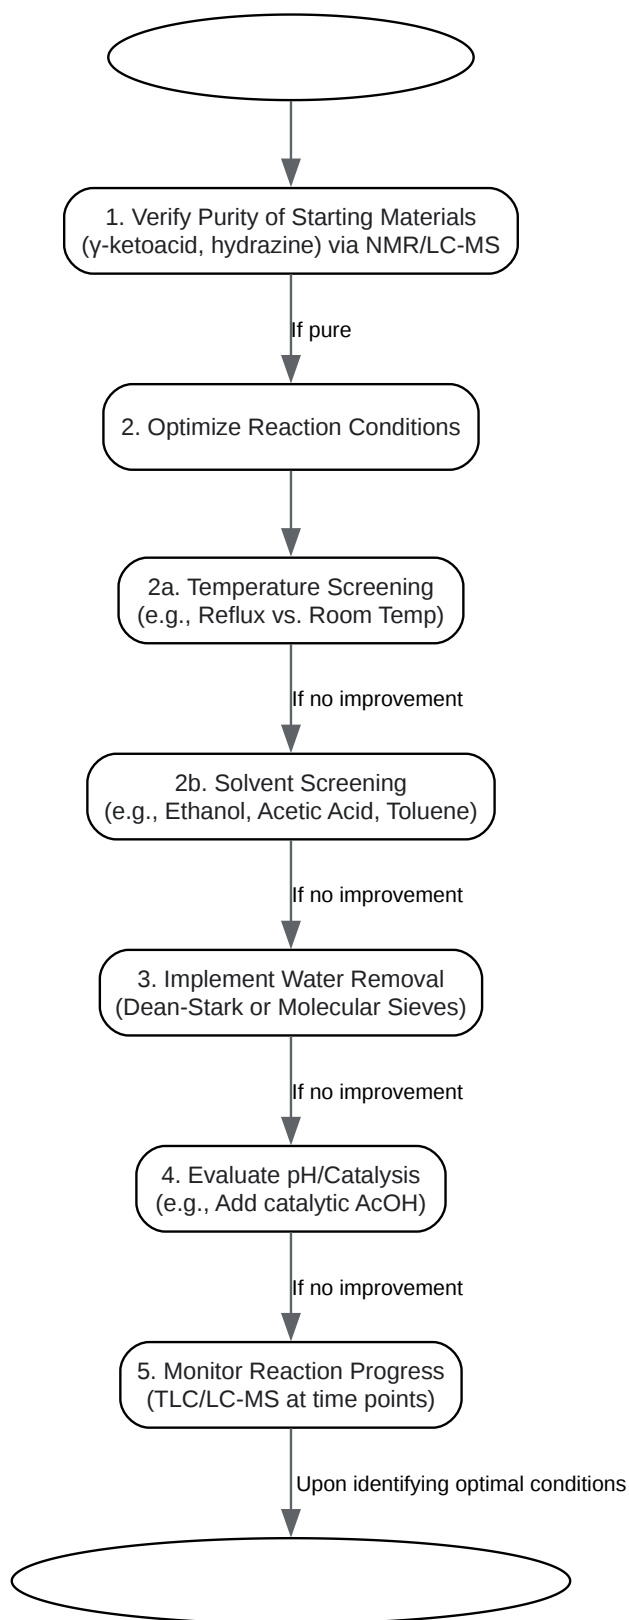 1. Verify Purity of Starting Materials
(γ-ketoacid, hydrazine) via NMR/LC-MS
If pure
2. Optimize Reaction Conditions
2a. Temperature Screening
(e.g., Reflux vs. Room Temp)
If no improvement
2b. Solvent Screening
(e.g., Ethanol, Acetic Acid, Toluene)
If no improvement
3. Implement Water Removal
(Dean-Stark or Molecular Sieves)
If no improvement
4. Evaluate pH/Catalysis
(e.g., Add catalytic AcOH)
If no improvement
5. Monitor Reaction Progress
(TLC/LC-MS at time points)
Upon identifying optimal conditions